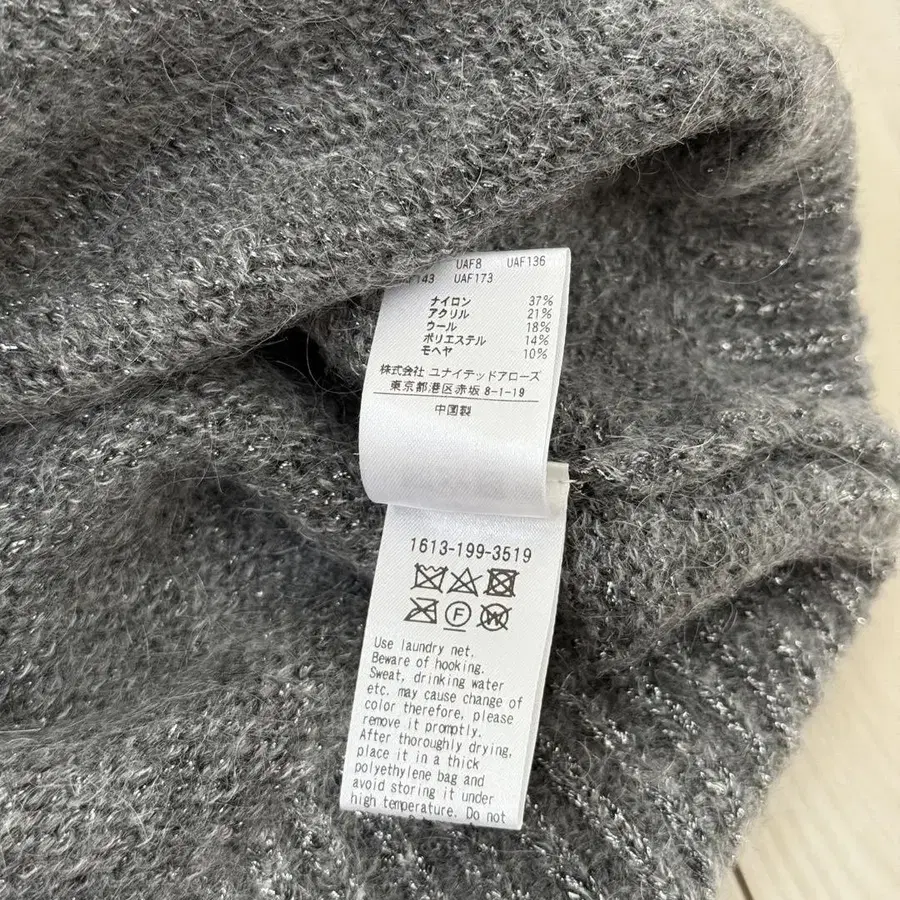 UAF8 UAF136
UAF173
ナイロン 37%
アクリル 21%
ウール 18%
ポリエステル 14%
モヘヤ 10%
株式会社 ユナイテッドアローズ
東京都港区赤坂 8-1-19
中国製
1613-199-3519
F W
Use laundry net.
Beware of hooking.
Sweat, drinking water
etc. may cause change of
color therefore, please
remove it promptly.
After thoroughly drying,
place it in a thick
polyethylene bag and
avoid storing it under
high temperature. Do not